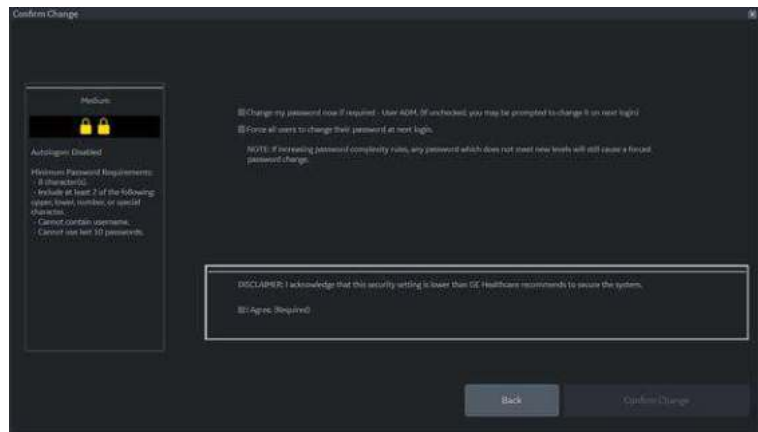 Confirm Change
Medium
Autologon: Disabled
Minimum Password Requirements:
- 8 character(s).
- Include at least 2 of the following:
upper, lower, number, or special
character.
- Cannot contain username.
- Cannot use last 10 passwords.
Change my password now if required - User ADM. (If unchecked, you may be prompted to change it on next login)
Force all users to change their password at next login.
NOTE: If increasing password complexity rules, any password which does not meet new levels will still cause a forced
password change.
DISCLAIMER: I acknowledge that this security setting is lower than GE Healthcare recommends to secure the system.
I Agree. (Required)
Back
Confirm Change